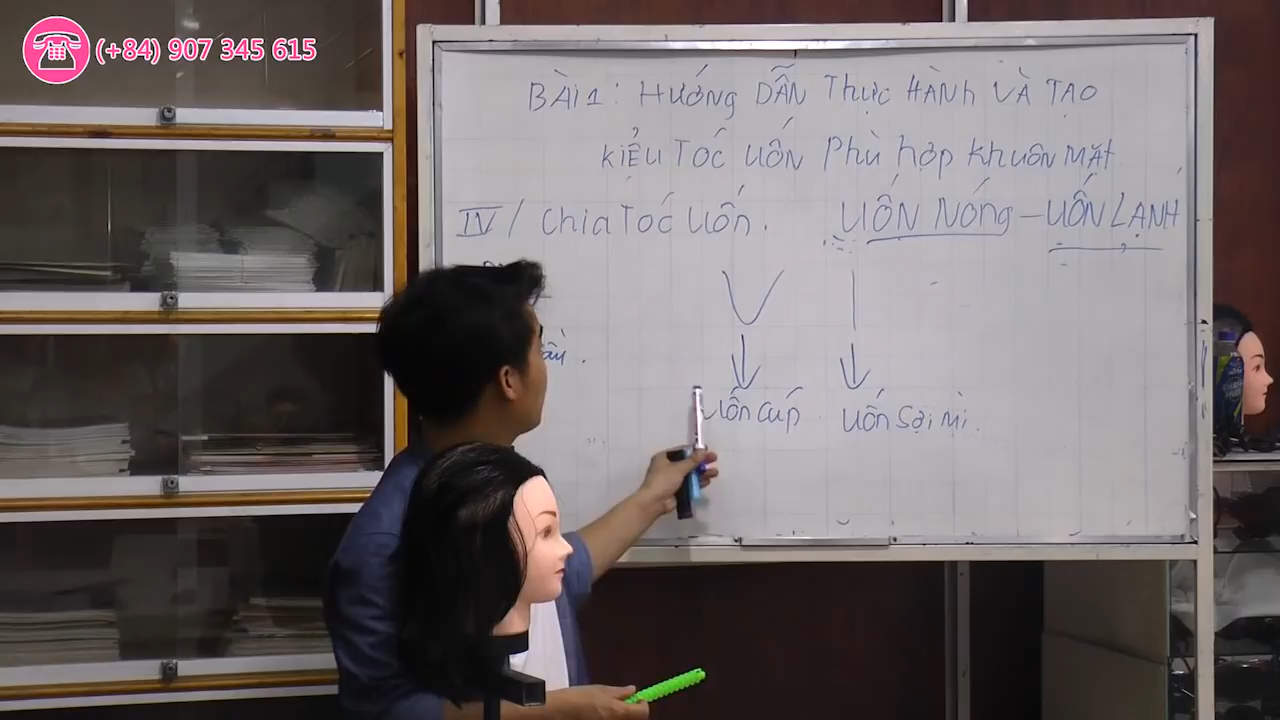 (+84) 907 345 615
BÀI 1: HƯỚNG DẪN THỰC HÀNH VÀ TẠO
KIỂU TÓC UỐN PHÙ HỢP KHUÔN MẶT
IV/ Chia Tóc Uốn. UỐN NÓNG - UỐN LẠNH
Uốn cúp Uốn sợi mì.